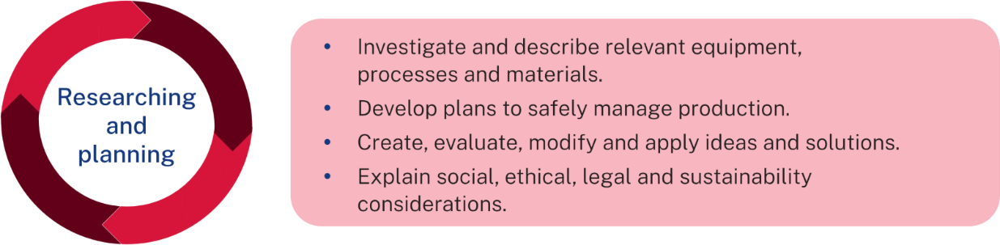 Researching
and
planning
• Investigate and describe relevant equipment,
processes and materials.
• Develop plans to safely manage production.
• Create, evaluate, modify and apply ideas and solutions.
• Explain social, ethical, legal and sustainability
considerations.